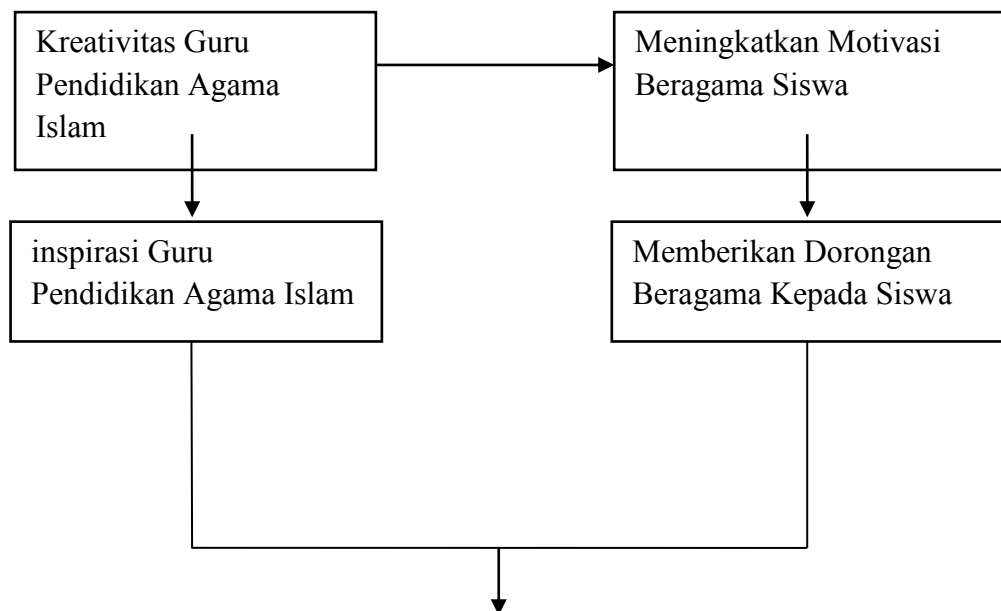 Kreativitas Guru
Pendidikan Agama
Islam
Meningkatkan Motivasi
Beragama Siswa
inspirasi Guru
Pendidikan Agama Islam
Memberikan Dorongan
Beragama Kepada Siswa